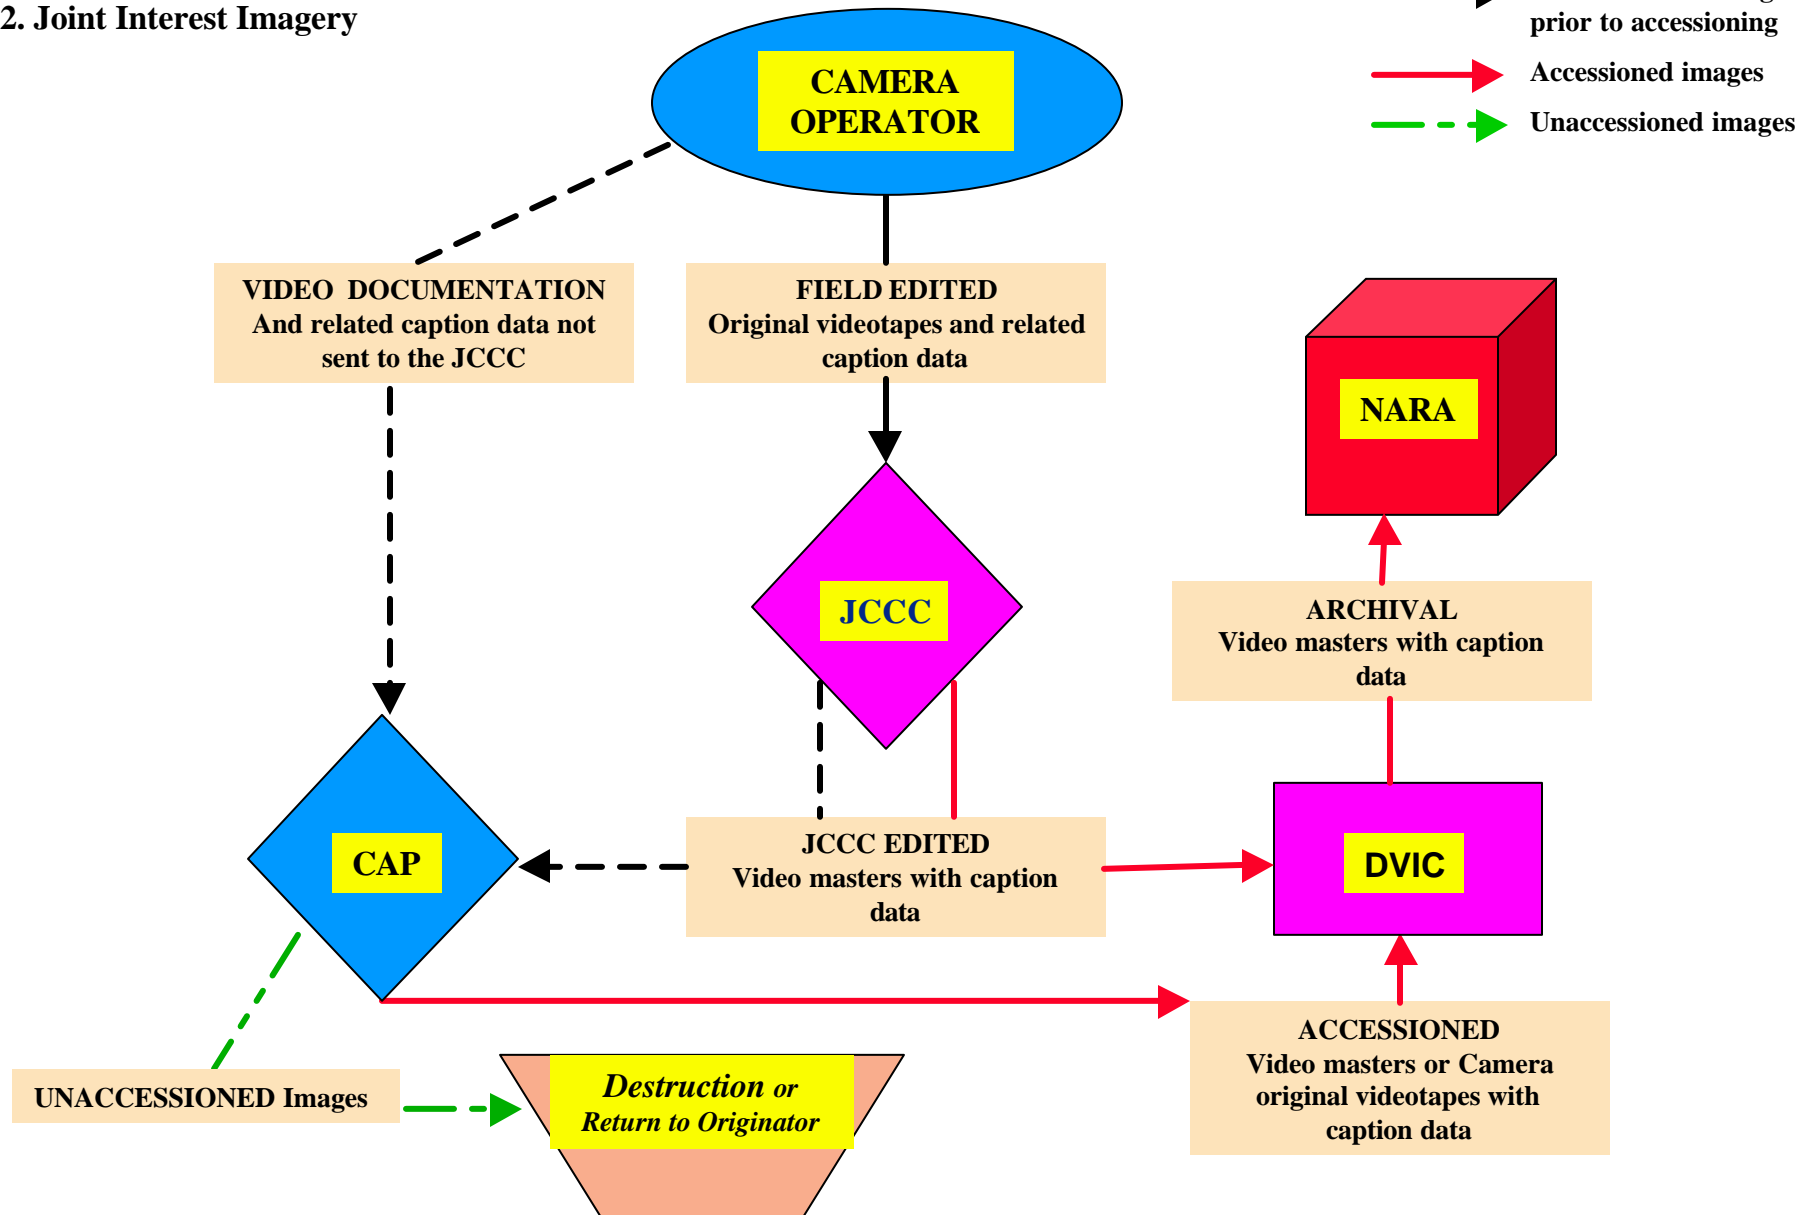 2. Joint Interest Imagery
prior to accessioning
Accessioned images
Unaccessioned images
CAMERA
OPERATOR
VIDEO DOCUMENTATION
And related caption data not
sent to the JCCC
FIELD EDITED
Original videotapes and related
caption data
NARA
JCCC
ARCHIVAL
Video masters with caption
data
CAP
JCCC EDITED
Video masters with caption
data
DVIC
ACCESSIONED
Video masters or Camera
original videotapes with
caption data
UNACCESSIONED Images
Destruction or
Return to Originator